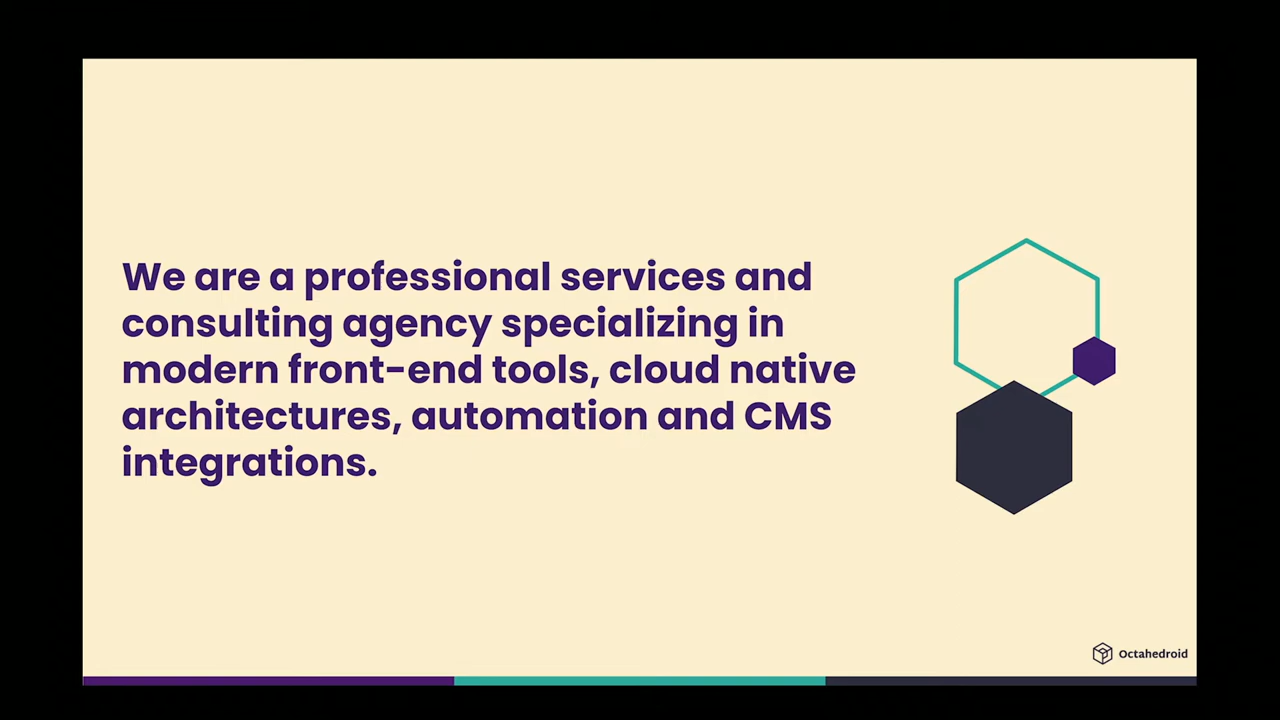 We are a professional services and
consulting agency specializing in
modern front-end tools, cloud native
architectures, automation and CMS
integrations.
Octahedroid